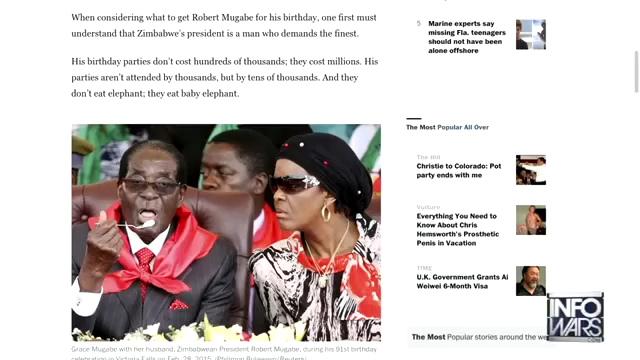 When considering what to get Robert Mugabe for his birthday, one first must
understand that Zimbabwe's president is a man who demands the finest.
His birthday parties don't cost hundreds of thousands; they cost millions. His
parties aren't attended by thousands, but by tens of thousands. And they
don't eat elephant; they eat baby elephant.
Grace Mugabe with her husband, Zimbabwean President Robert Mugabe, during his 91st birthday
celebration in Victoria Falls on Feb. 28, 2015. (Philimon Bulawayo/Reuters)
5
Marine experts say
missing Fla. teenagers
should not have been
alone offshore
The Most Popular All Over
The Hill
Christie to Colorado: Pot
party ends with me
Vulture
Everything You Need to
Know About Chris
Hemsworth's Prosthetic
Penis in Vacation
TIME
U.K. Government Grants Ai
Weiwei 6-Month Visa
The Most Popular stories around the
INFO
WARS